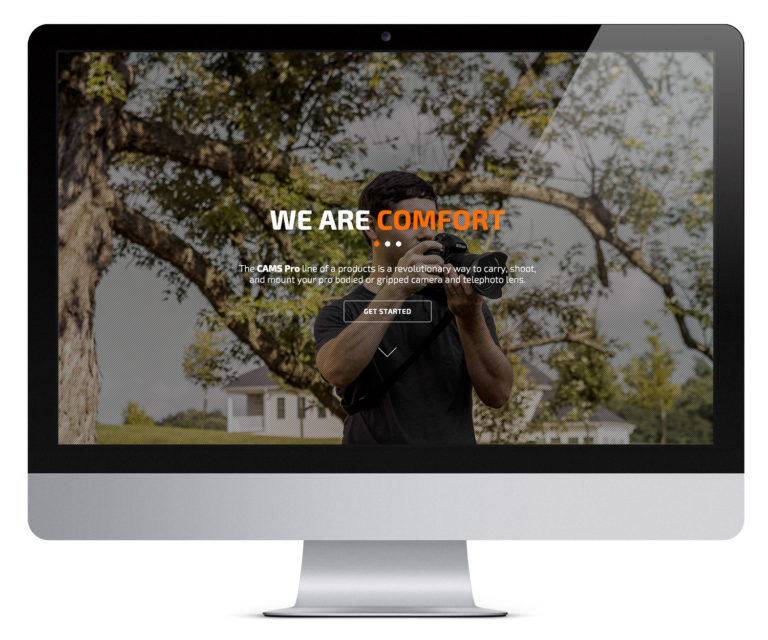 WE ARE COMFORT
The CAMS Pro line of a products is a revolutionary way to carry, shoot,
and mount your pro bodied or gripped camera and telephoto lens.
GET STARTED